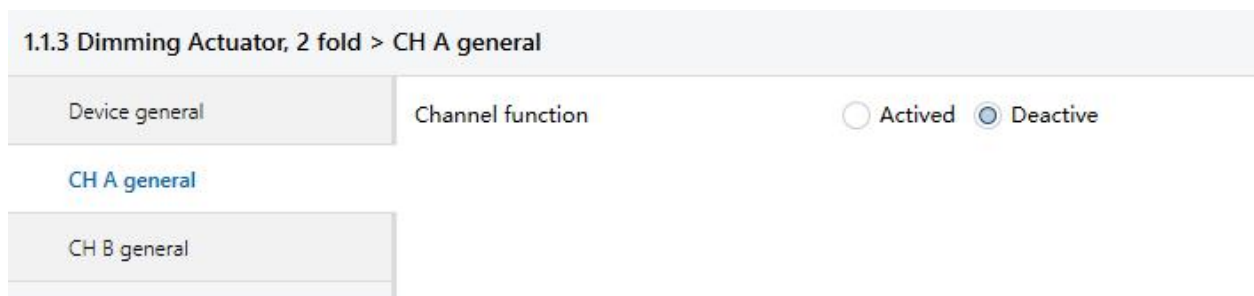 1.1.3 Dimming Actuator, 2 fold > CH A general
Device general
Channel function Actived Deactive
CH A general
CH B general